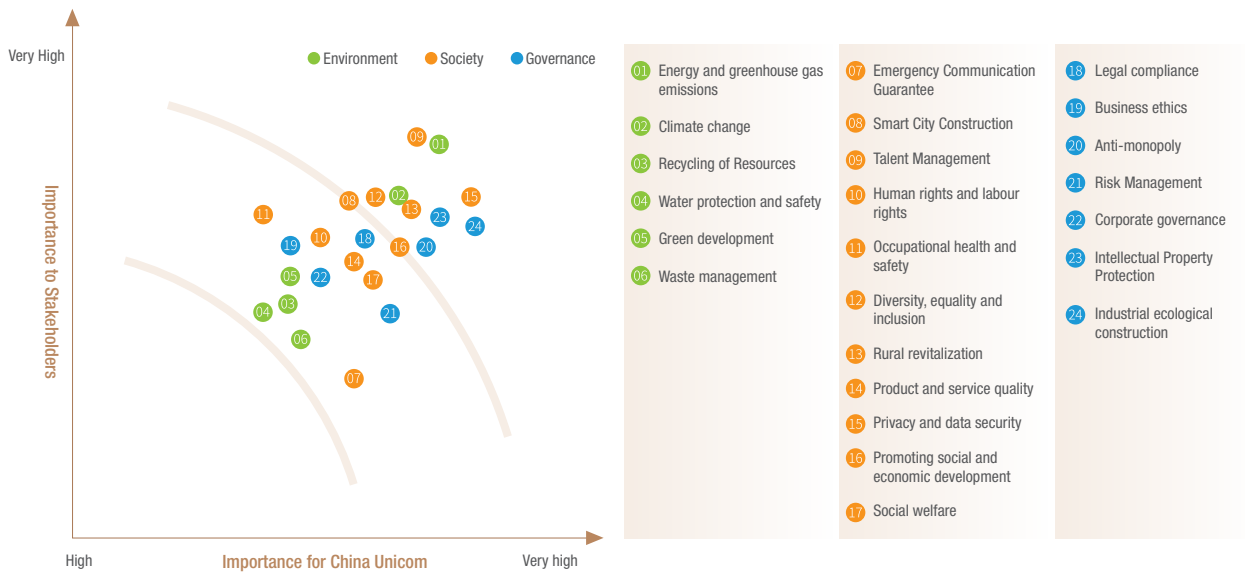 Very High
Environment
Society
Governance
09
01
08
12
02
13
15
11
23
24
19
10
18
16
20
14
05
22
17
03
04
21
06
07
Importance to Stakeholders
High
Importance for China Unicom
Very high
01 Energy and greenhouse gas
emissions
02 Climate change
03 Recycling of Resources
04 Water protection and safety
05 Green development
06 Waste management
07 Emergency Communication
Guarantee
08 Smart City Construction
09 Talent Management
10 Human rights and labour
rights
11 Occupational health and
safety
12 Diversity, equality and
inclusion
13 Rural revitalization
14 Product and service quality
15 Privacy and data security
16 Promoting social and
economic development
17 Social welfare
18 Legal compliance
19 Business ethics
20 Anti-monopoly
21 Risk Management
22 Corporate governance
23 Intellectual Property
Protection
24 Industrial ecological
construction